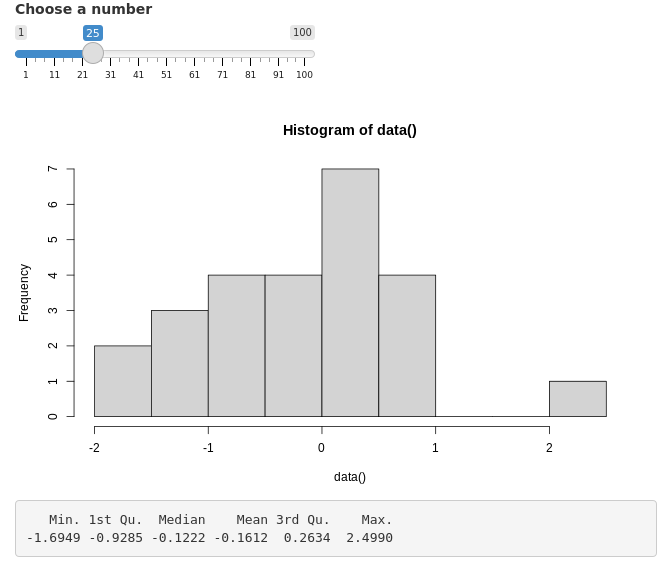 Choose a number
1 25 100
1 11 21 31 41 51 61 71 81 91 100
Histogram of data()
Frequency
7
6
5
4
3
2
1
0
-2 -1 0 1 2
data()
Min. 1st Qu. Median Mean 3rd Qu. Max.
-1.6949 -0.9285 -0.1222 -0.1612 0.2634 2.4990